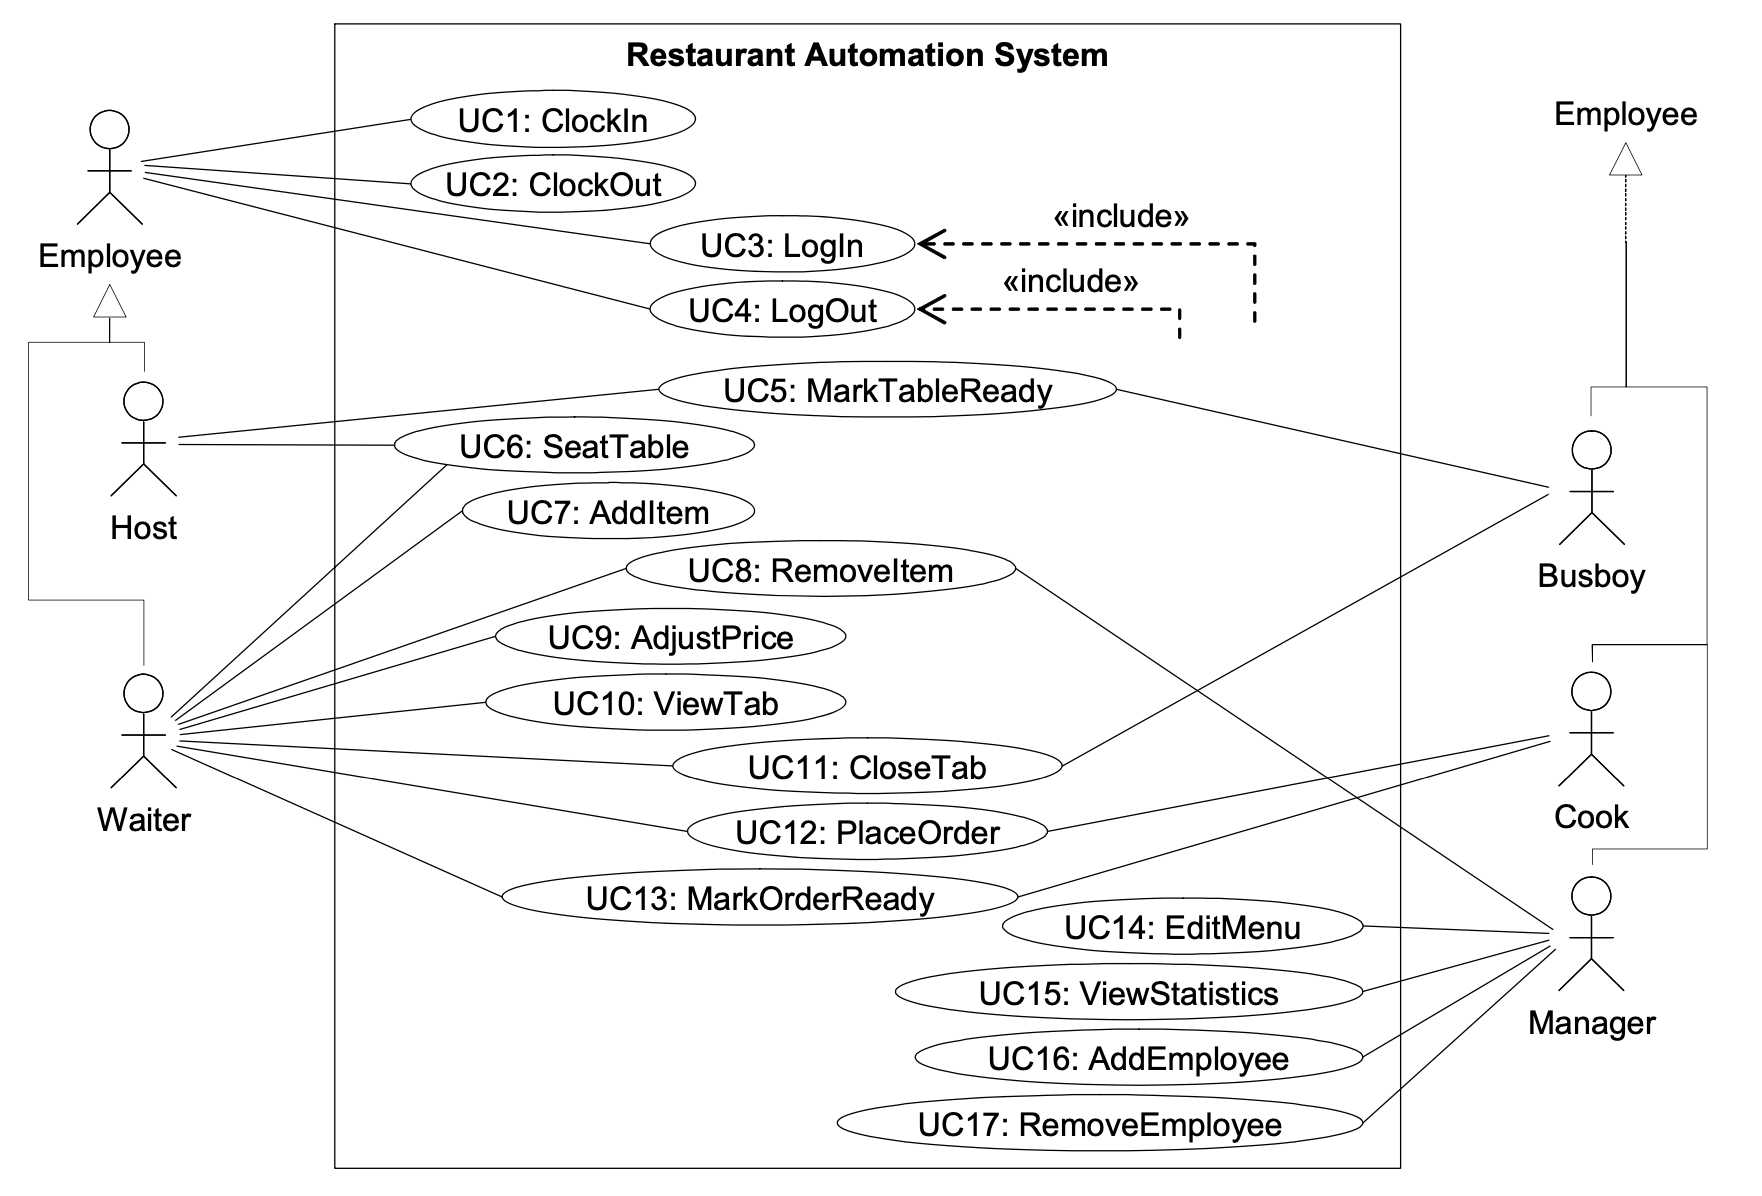 Restaurant Automation System
Employee
UC1: ClockIn
UC2: ClockOut
UC3: LogIn
«include»
UC4: LogOut
«include»
Employee
UC5: MarkTableReady
UC6: SeatTable
Host
UC7: AddItem
UC8: RemoveItem
Busboy
UC9: AdjustPrice
UC10: ViewTab
UC11: CloseTab
Waiter
UC12: PlaceOrder
Cook
UC13: MarkOrderReady
UC14: EditMenu
UC15: ViewStatistics
Manager
UC16: AddEmployee
UC17: RemoveEmployee